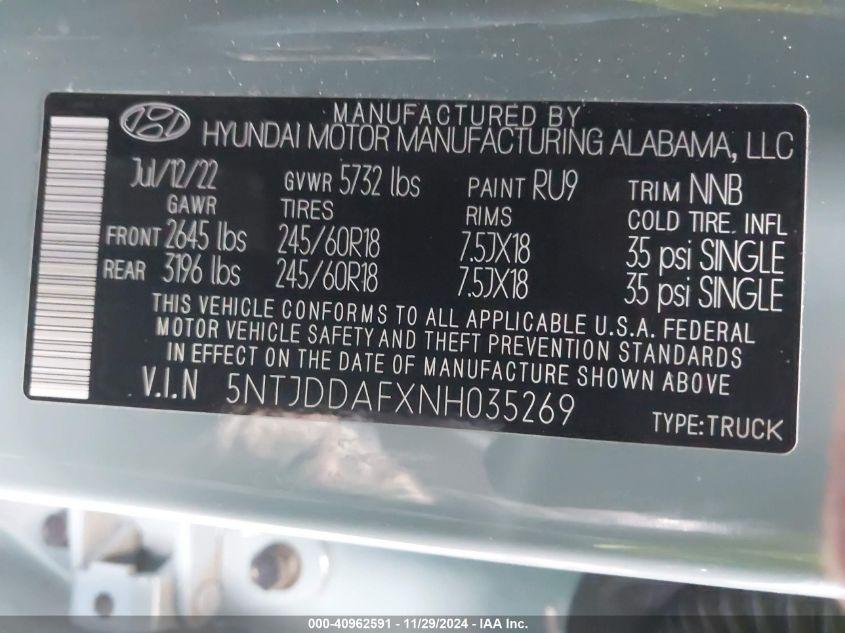 MANUFACTURED BY
HYUNDAI MOTOR MANUFACTURING ALABAMA, LLC
Jul/12/22 GVWR 5732 lbs PAINT RU9 TRIM NNB
GAWR TIRES RIMS COLD TIRE. INFL
FRONT 2645 lbs 245/60R18 7.5JX18 35 psi SINGLE
REAR 3196 lbs 245/60R18 7.5JX18 35 psi SINGLE
THIS VEHICLE CONFORMS TO ALL APPLICABLE U.S.A. FEDERAL
MOTOR VEHICLE SAFETY AND THEFT PREVENTION STANDARDS
IN EFFECT ON THE DATE OF MANUFACTURE SHOWN ABOVE
V.I.N 5NTJDDAFXNH035269 TYPE:TRUCK
000-40962591 - 11/29/2024 - IAA Inc.